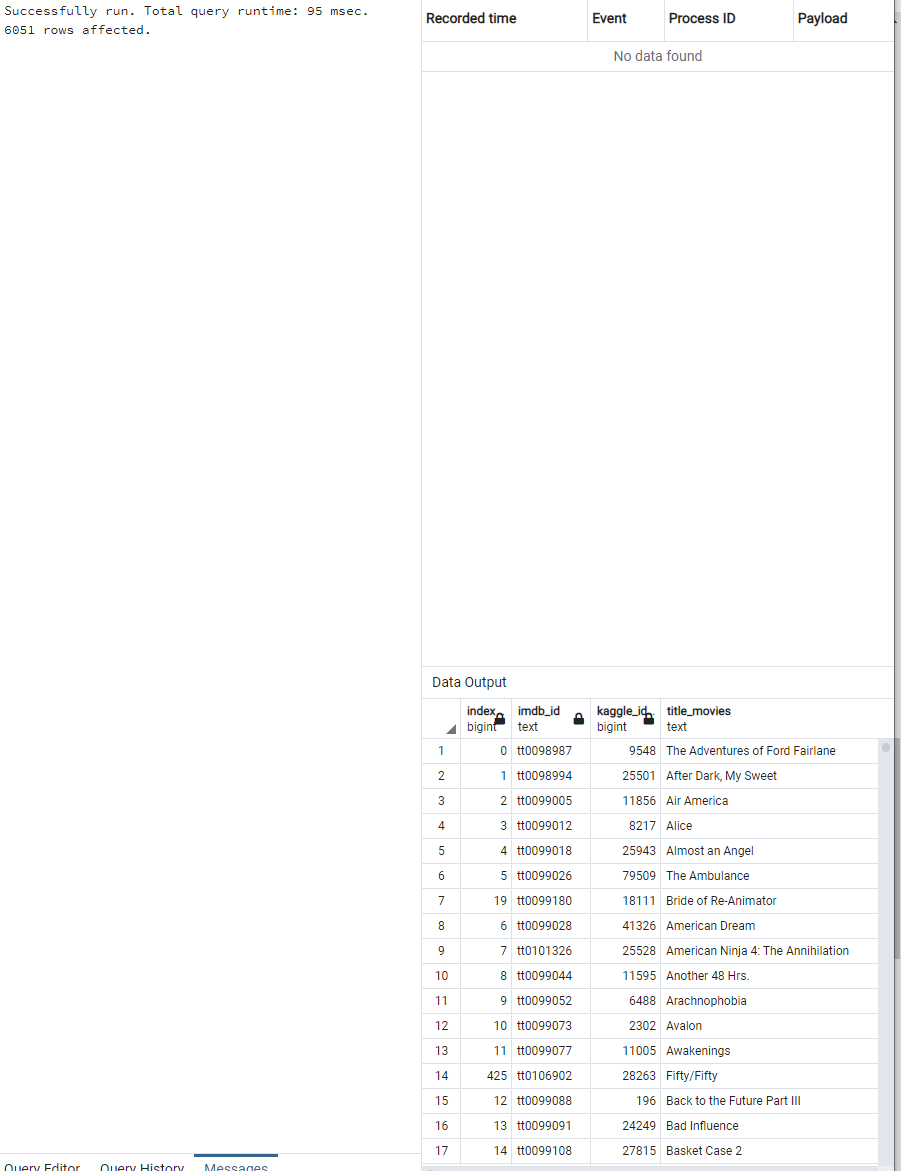 Successfully run. Total query runtime: 95 msec.
6051 rows affected.
Recorded time Event Process ID Payload
No data found
Data Output
index imdb_id kaggle_id title_movies
bigint text bigint text
1 0 tt0098987 9548 The Adventures of Ford Fairlane
2 1 tt0098994 25501 After Dark, My Sweet
3 2 tt0099005 11856 Air America
4 3 tt0099012 8217 Alice
5 4 tt0099018 25943 Almost an Angel
6 5 tt0099026 79509 The Ambulance
7 19 tt0099180 18111 Bride of Re-Animator
8 6 tt0099028 41326 American Dream
9 7 tt0101326 25528 American Ninja 4: The Annihilation
10 8 tt0099044 11595 Another 48 Hrs.
11 9 tt0099052 6488 Arachnophobia
12 10 tt0099073 2302 Avalon
13 11 tt0099077 11005 Awakenings
14 425 tt0106902 28263 Fifty/Fifty
15 12 tt0099088 196 Back to the Future Part III
16 13 tt0099091 24249 Bad Influence
17 14 tt0099108 27815 Basket Case 2
Query Editor Query History Messages